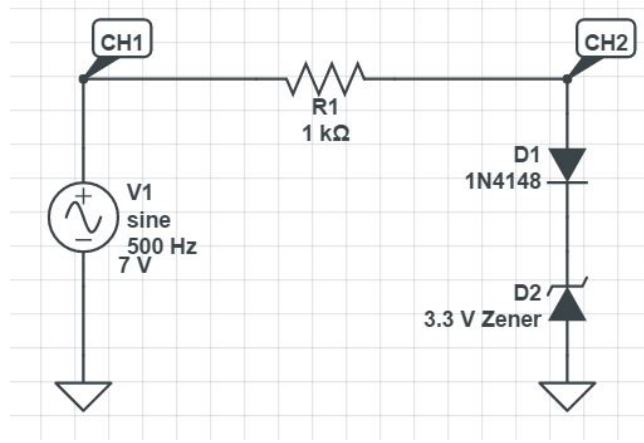 CH1
CH2
R1
1 kΩ
D1
1N4148
V1
sine
500 Hz
7 V
D2
3.3 V Zener